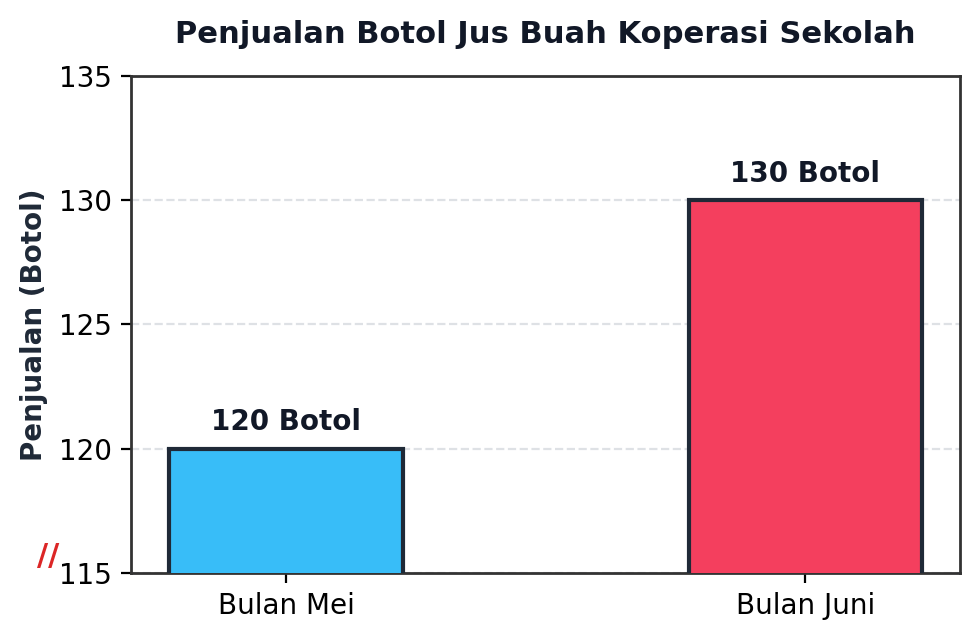 Penjualan Botol Jus Buah Koperasi Sekolah
Penjualan (Botol)
135
130
125
120
115
//
120 Botol
130 Botol
Bulan Mei
Bulan Juni